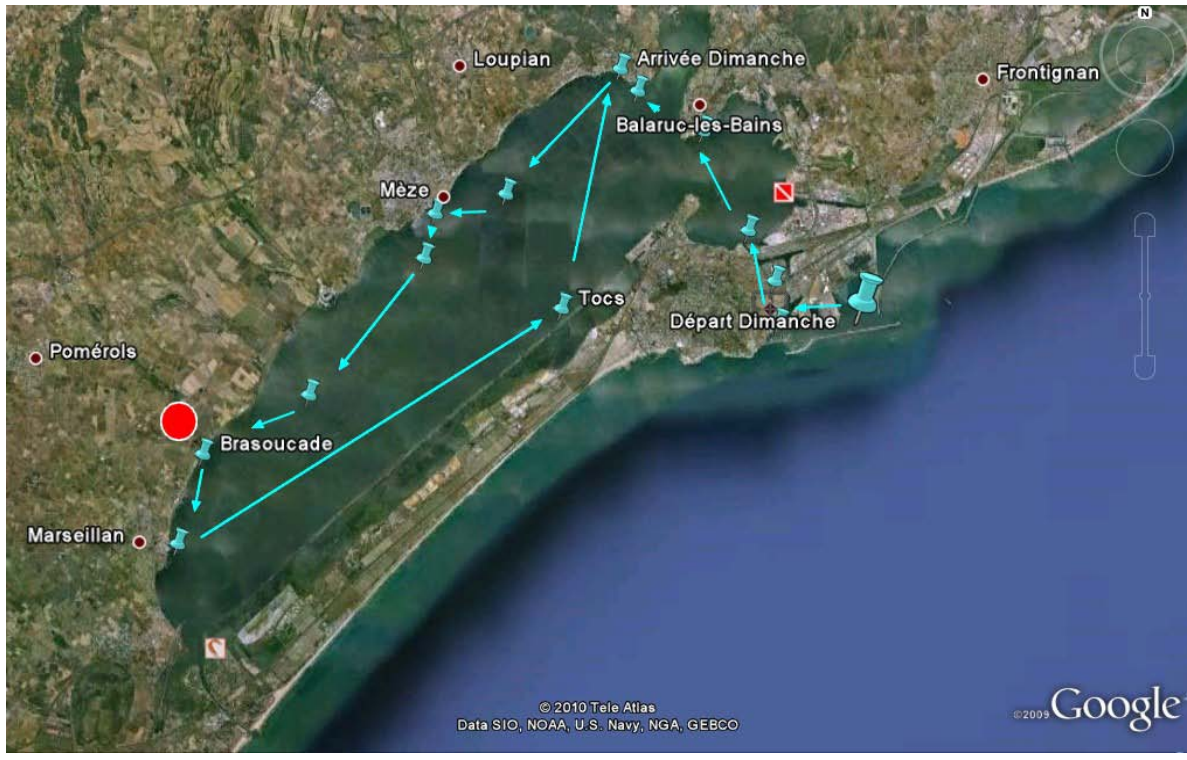 N
Loupian
Arrivée Dimanche
Frontignan
Balaruc-les-Bains
Mèze
Tocs
Départ Dimanche
Pomérols
Brasoucade
Marseillan
© 2010 Tele Atlas
Data SIO, NOAA, U.S. Navy, NGA, GEBCO
©2009 Google